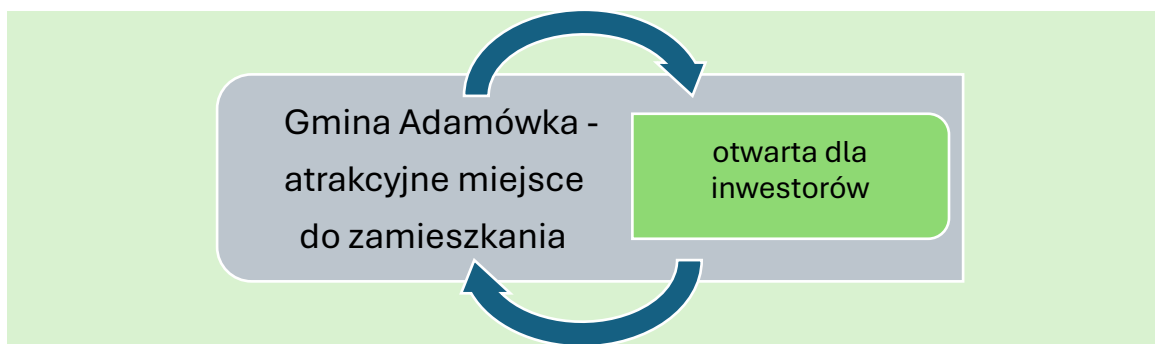 Gmina Adamówka -
atrakcyjne miejsce
do zamieszkania
otwarta dla
inwestorów